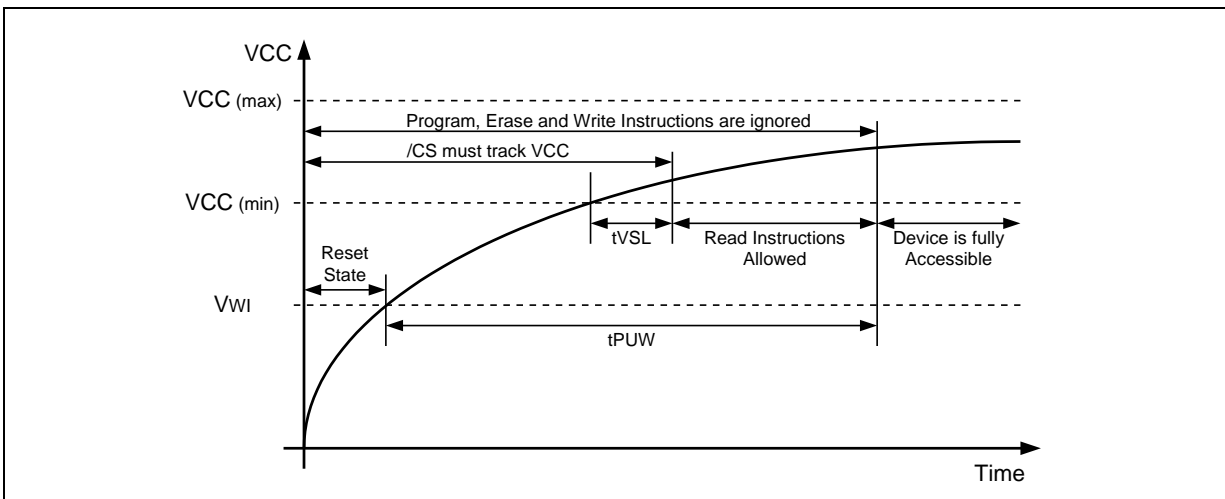 VCC
VCC (max)
Program, Erase and Write Instructions are ignored
/CS must track VCC
VCC (min)
tVSL
Read Instructions
Allowed
Device is fully
Accessible
Reset
State
VWI
tPUW
Time